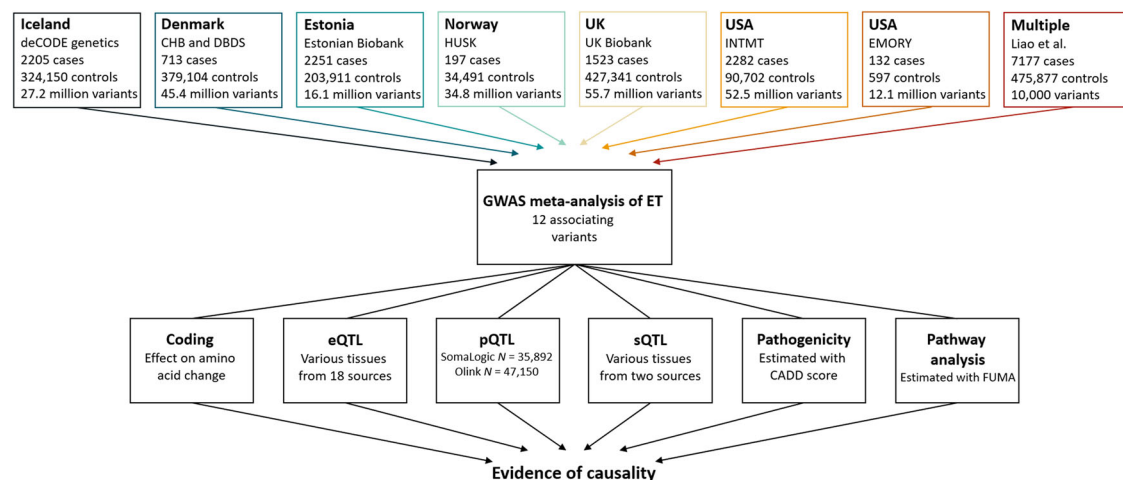 Iceland
deCODE genetics
2205 cases
324,150 controls
27.2 million variants
Denmark
CHB and DBDS
713 cases
379,104 controls
45.4 million variants
Estonia
Estonian Biobank
2251 cases
203,911 controls
16.1 million variants
Norway
HUSK
197 cases
34,491 controls
34.8 million variants
UK
UK Biobank
1523 cases
427,341 controls
55.7 million variants
USA
INTMT
2282 cases
90,702 controls
52.5 million variants
USA
EMORY
132 cases
597 controls
12.1 million variants
Multiple
Liao et al.
7177 cases
475,877 controls
10,000 variants
GWAS meta-analysis of ET
12 associating
variants
Coding
Effect on amino
acid change
eQTL
Various tissues
from 18 sources
pQTL
SomaLogic N = 35,892
Olink N = 47,150
sQTL
Various tissues
from two sources
Pathogenicity
Estimated with
CADD score
Pathway
analysis
Estimated with FUMA
Evidence of causality